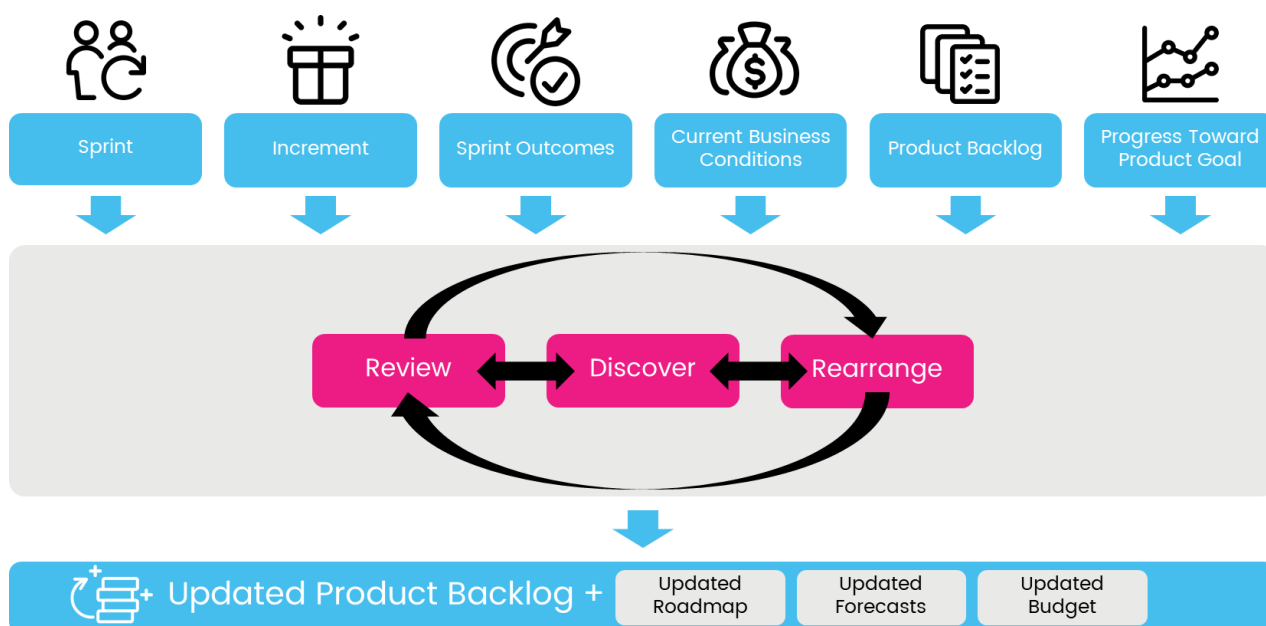 Sprint
Increment
Sprint Outcomes
Current Business
Conditions
Product Backlog
Progress Toward
Product Goal
Review
Discover
Rearrange
Updated Product Backlog +
Updated
Roadmap
Updated
Forecasts
Updated
Budget